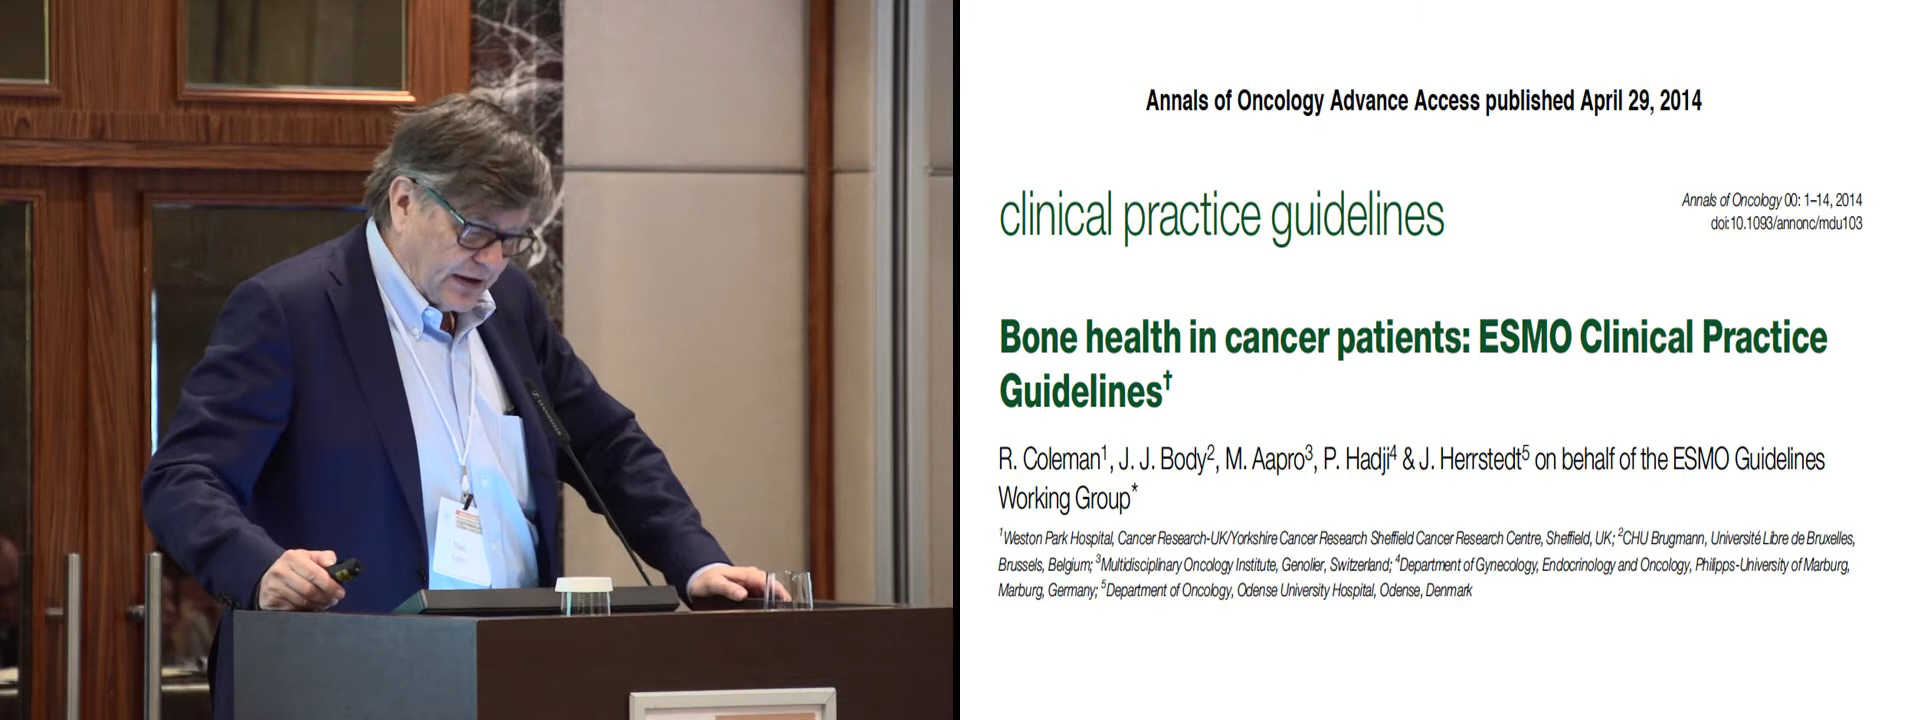 Annals of Oncology Advance Access published April 29, 2014
clinical practice guidelines
Annals of Oncology 00: 1–14, 2014
doi:10.1093/annonc/mdu103
Bone health in cancer patients: ESMO Clinical Practice
Guidelines†
R. Coleman1, J. J. Body2, M. Aapro3, P. Hadji4 & J. Herrstedt5 on behalf of the ESMO Guidelines
Working Group*
1Weston Park Hospital, Cancer Research-UK/Yorkshire Cancer Research Sheffield Cancer Research Centre, Sheffield, UK; 2CHU Brugmann, Université Libre de Bruxelles,
Brussels, Belgium; 3Multidisciplinary Oncology Institute, Genolier, Switzerland; 4Department of Gynecology, Endocrinology and Oncology, Philipps-University of Marburg,
Marburg, Germany; 5Department of Oncology, Odense University Hospital, Odense, Denmark